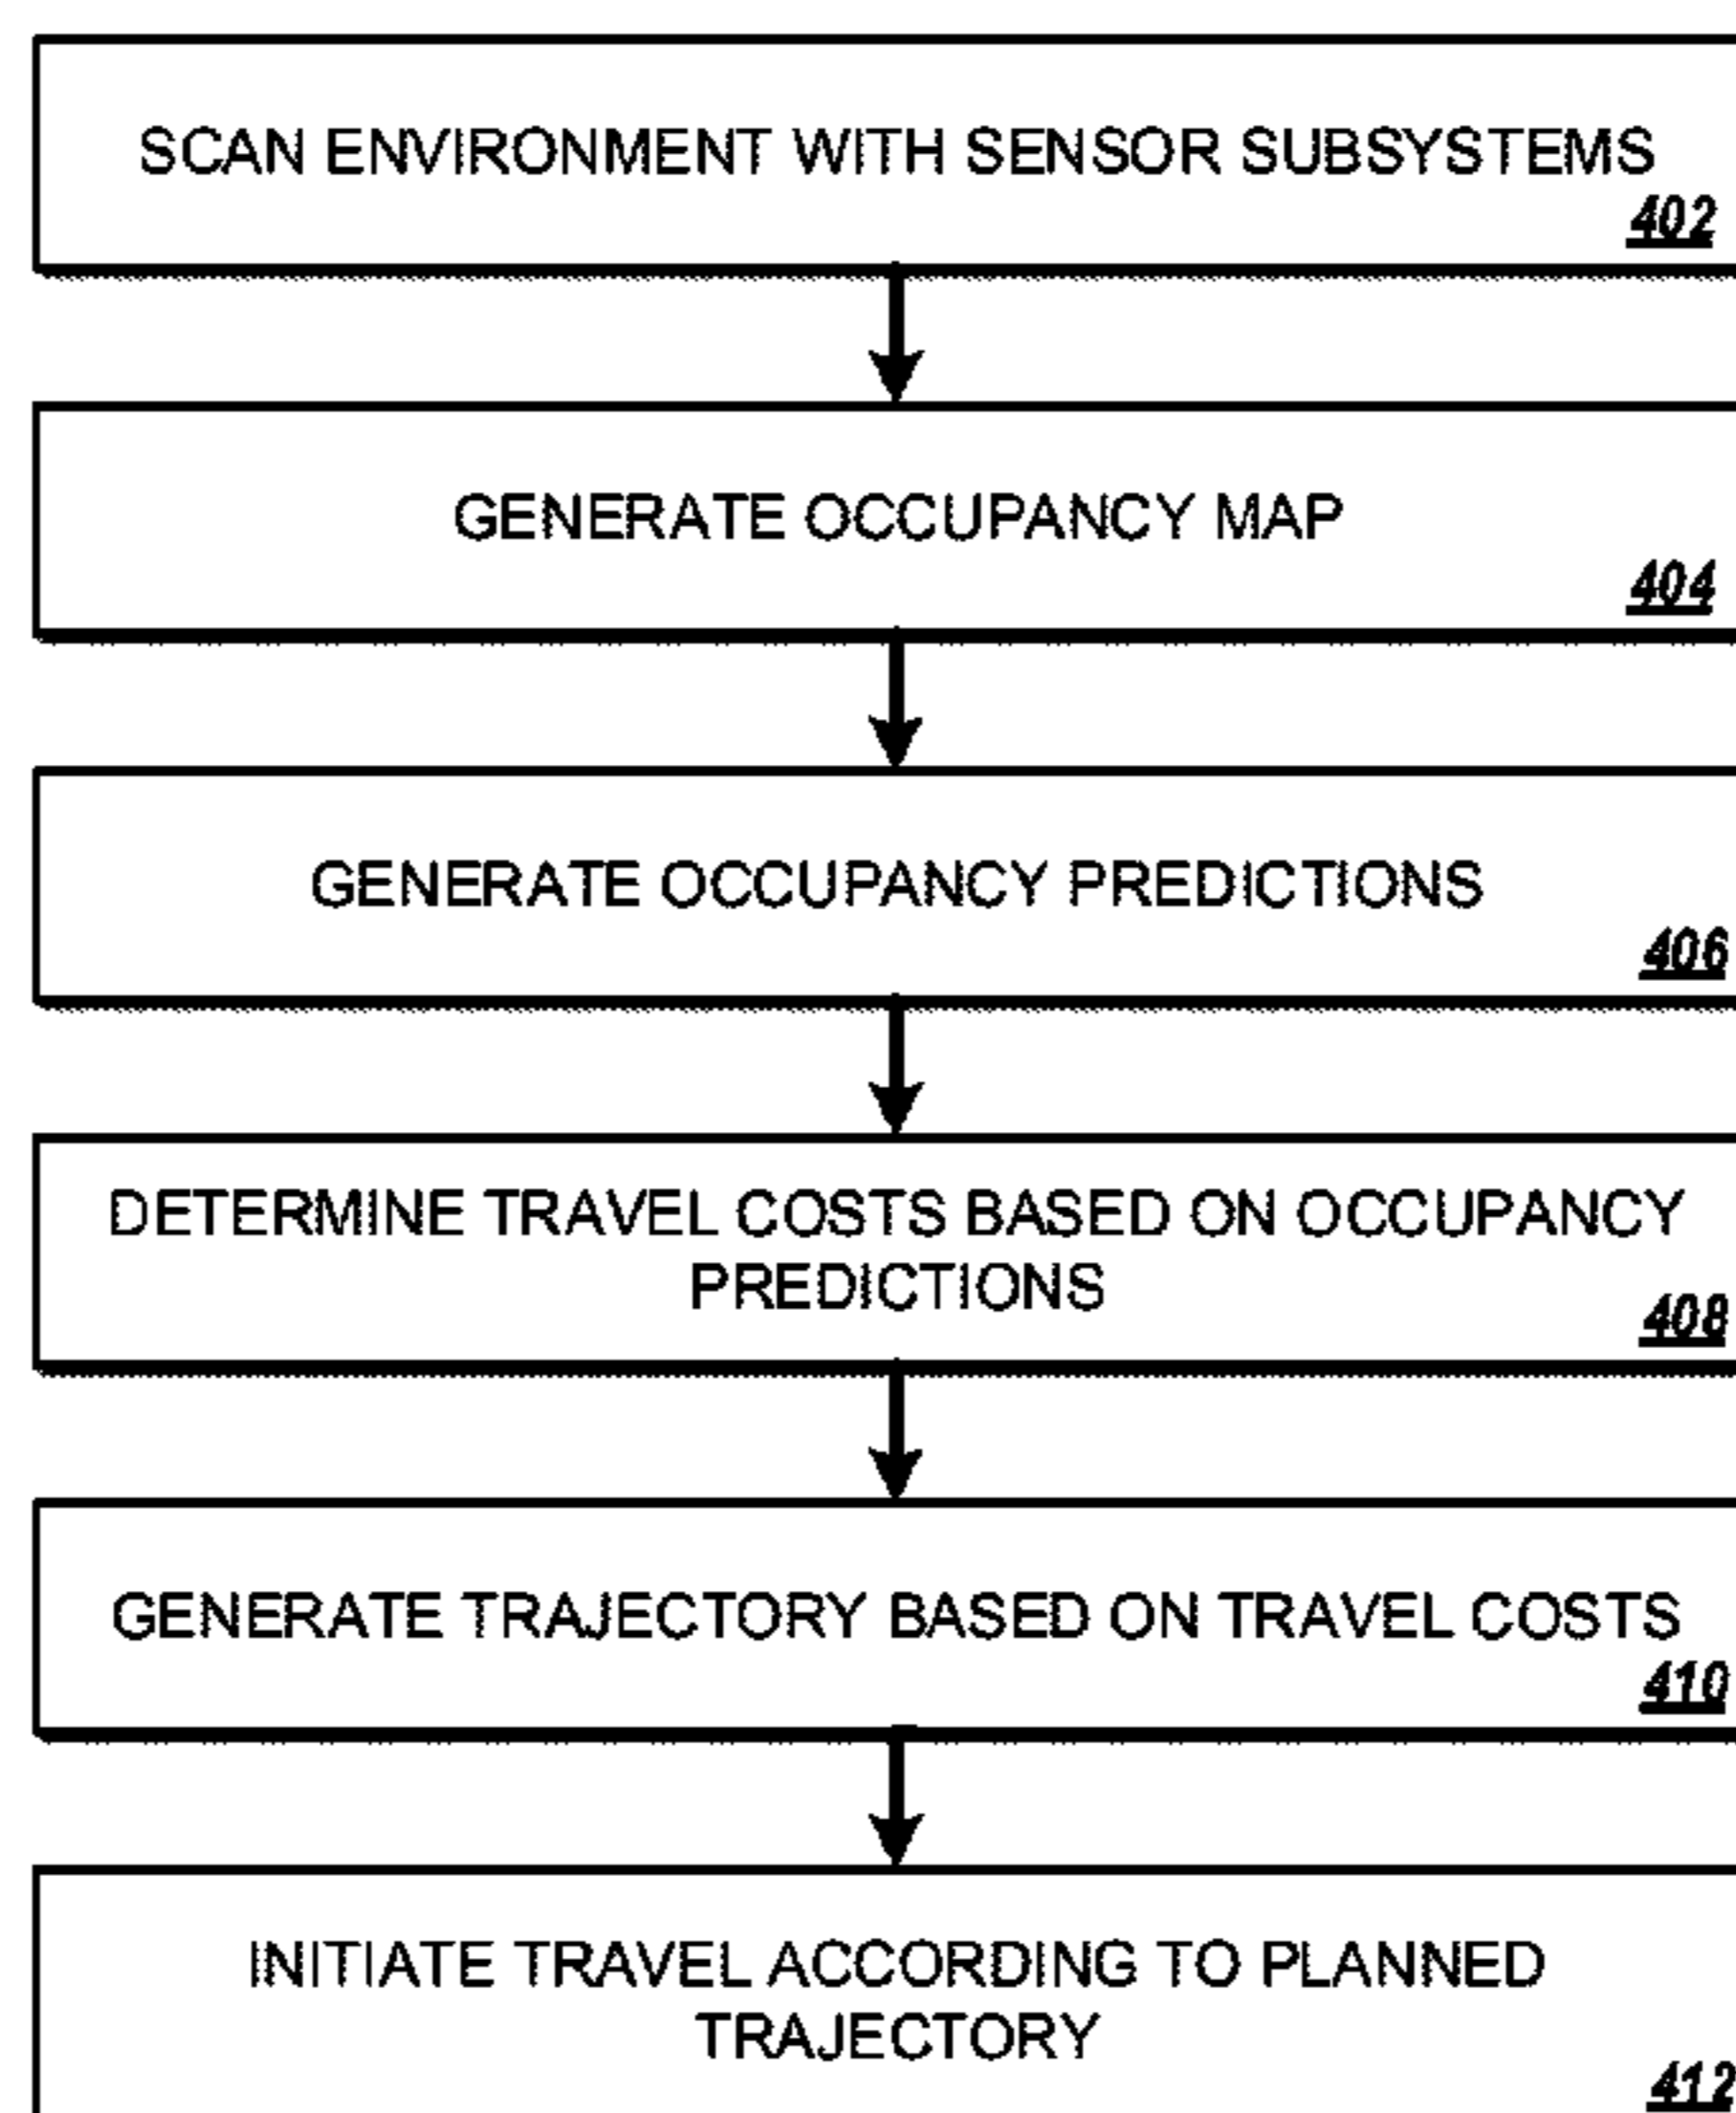 SCAN ENVIRONMENT WITH SENSOR SUBSYSTEMS
402
GENERATE OCCUPANCY MAP
404
GENERATE OCCUPANCY PREDICTIONS
406
DETERMINE TRAVEL COSTS BASED ON OCCUPANCY
PREDICTIONS
408
GENERATE TRAJECTORY BASED ON TRAVEL COSTS
410
INITIATE TRAVEL ACCORDING TO PLANNED
TRAJECTORY
412